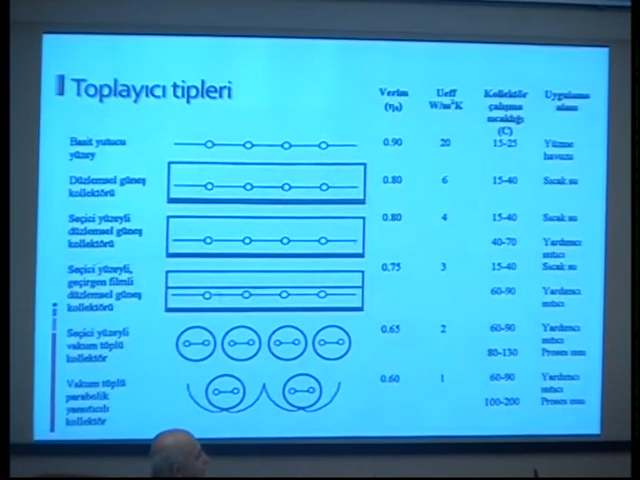 Toplayıcı tipleri
Verim (η₀)
Ueff W/m²K
Kollektör çalışma sıcaklığı (C)
Uygulama alanı
Basit yutucu yüzey
0.90
20
15-25
Yüzme havuzu
Düzlemsel güneş kollektörü
0.80
6
15-40
Sıcak su
Seçici yüzeyli düzlemsel güneş kollektörü
0.80
4
15-40
Sıcak su
40-70
Yardımcı ısıtıcı
Seçici yüzeyli, geçirgen filmli düzlemsel güneş kollektörü
0.75
3
15-40
Sıcak su
60-90
Yardımcı ısıtıcı
Seçici yüzeyli vakum tüplü kollektör
0.65
2
60-90
Yardımcı ısıtıcı
80-130
Proses ısısı
Vakum tüplü parabolik yansıtıcılı kollektör
0.60
1
60-90
Yardımcı ısıtıcı
100-200
Proses ısısı